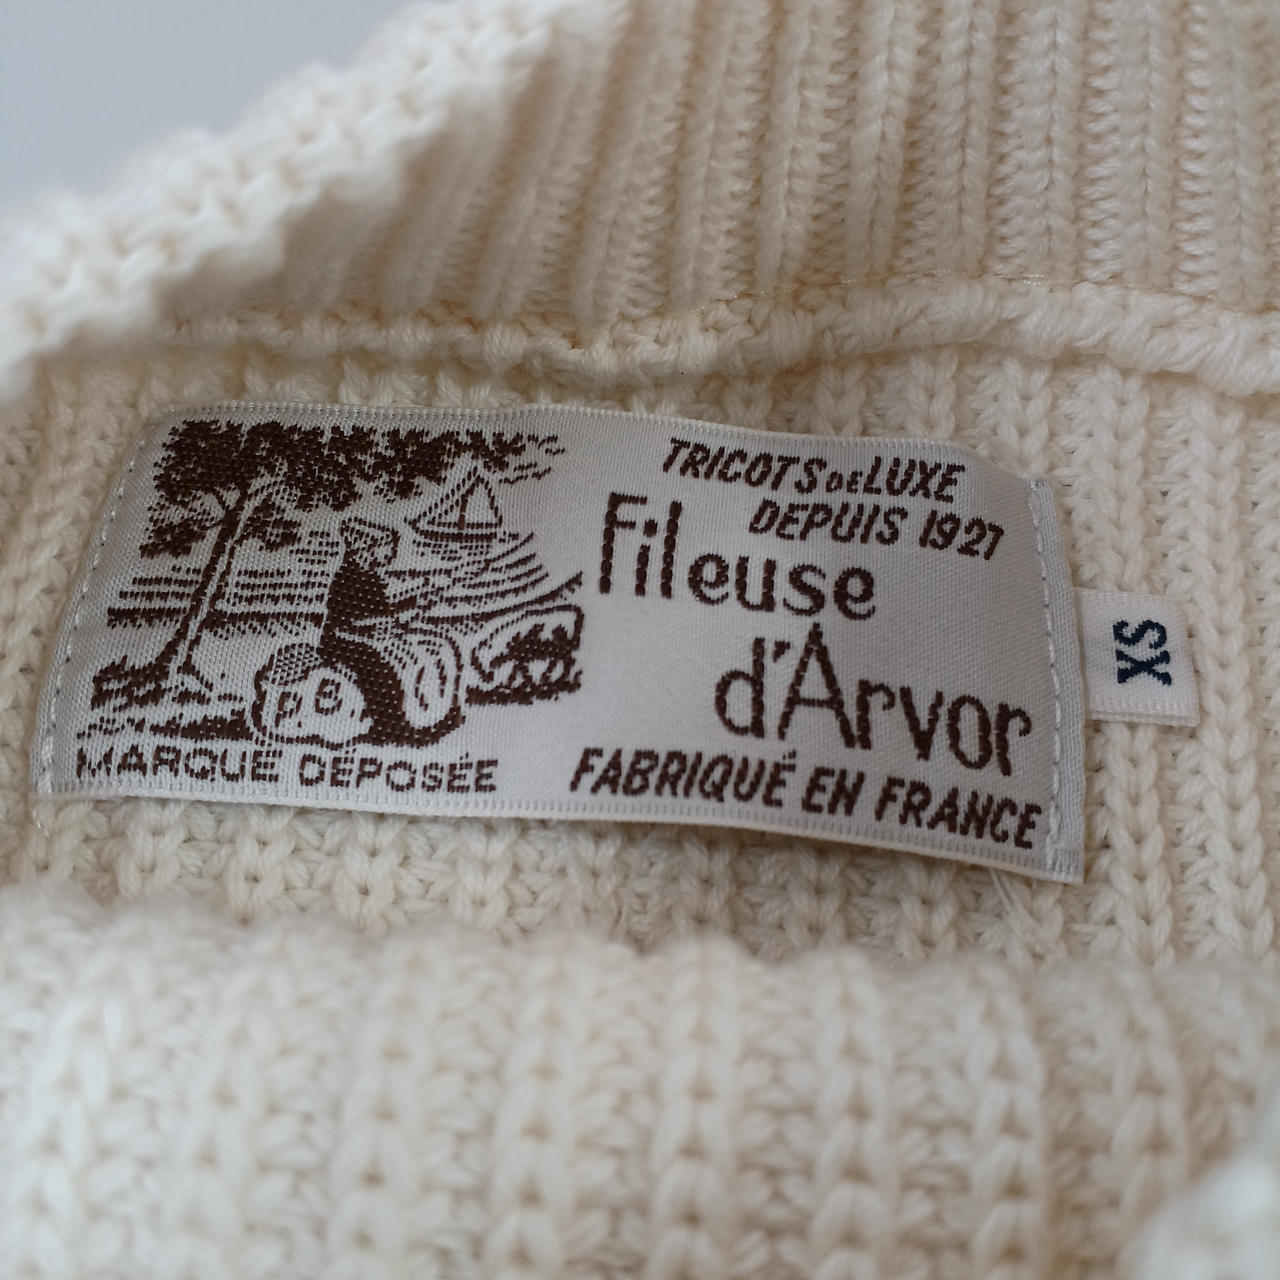 TRICOTS DE LUXE
DEPUIS 1927
Fileuse
d'Arvor
MARQUE DÉPOSÉE
FABRIQUÉ EN FRANCE
XS